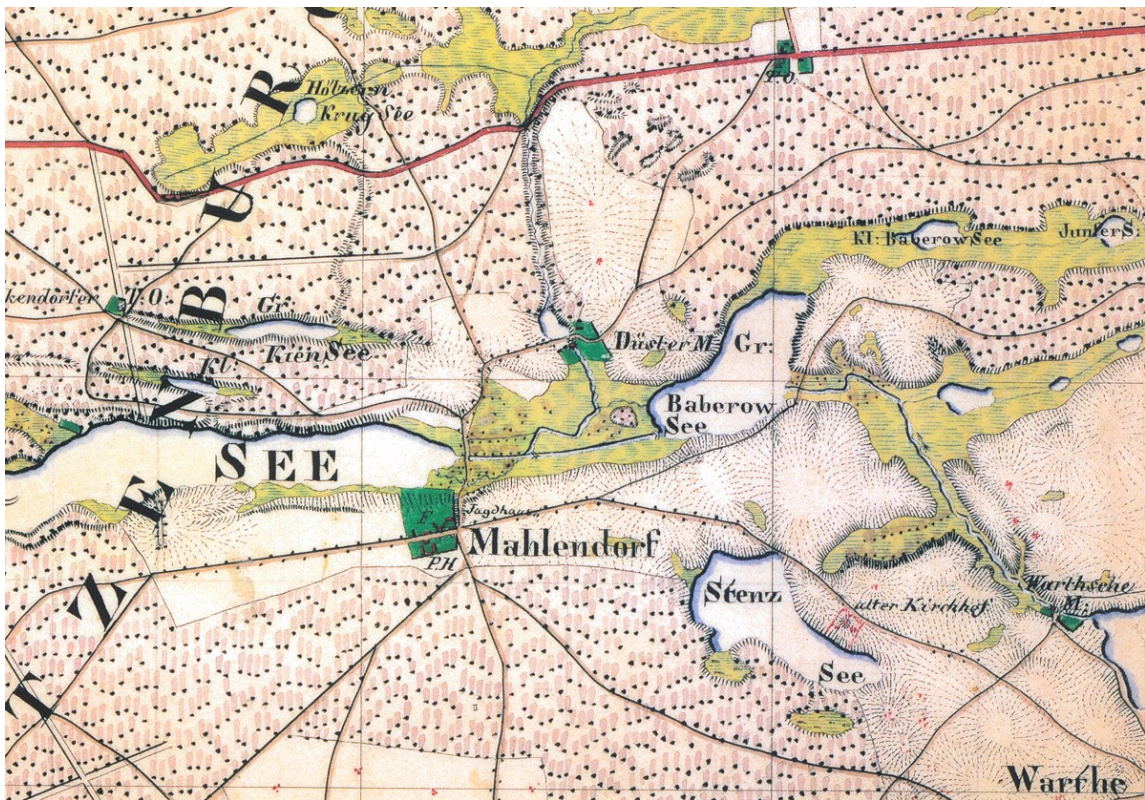 T.O.
Holzern
Krug See
Kl: Baberow See
Junfer S.
kendorfer T.O.
Gr.
Kien See
Kl.
Düster M.
Gr:
Baberow
See
SEE
Jagdhaus
F.
Mahlendorf
P.H
Stenz
See
alter Kirchhof
Warthsche
M.
Warthe
T Z E N B U R